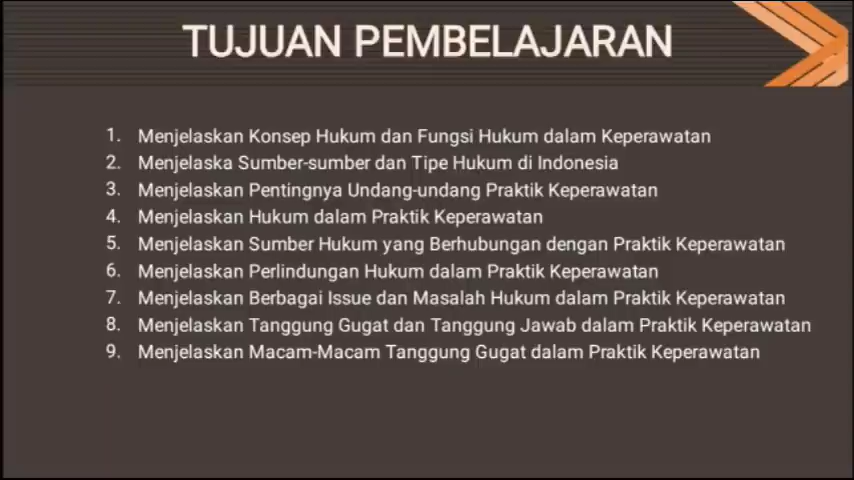 TUJUAN PEMBELAJARAN
1. Menjelaskan Konsep Hukum dan Fungsi Hukum dalam Keperawatan
2. Menjelaska Sumber-sumber dan Tipe Hukum di Indonesia
3. Menjelaskan Pentingnya Undang-undang Praktik Keperawatan
4. Menjelaskan Hukum dalam Praktik Keperawatan
5. Menjelaskan Sumber Hukum yang Berhubungan dengan Praktik Keperawatan
6. Menjelaskan Perlindungan Hukum dalam Praktik Keperawatan
7. Menjelaskan Berbagai Issue dan Masalah Hukum dalam Praktik Keperawatan
8. Menjelaskan Tanggung Gugat dan Tanggung Jawab dalam Praktik Keperawatan
9. Menjelaskan Macam-Macam Tanggung Gugat dalam Praktik Keperawatan